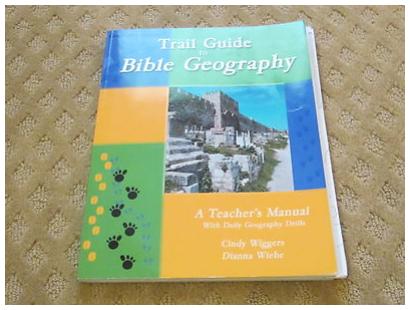 Trail Guide
to
Bible Geography
A Teacher's Manual
With Daily Geography Drills
Cindy Wiggers
Dianna Wiebe